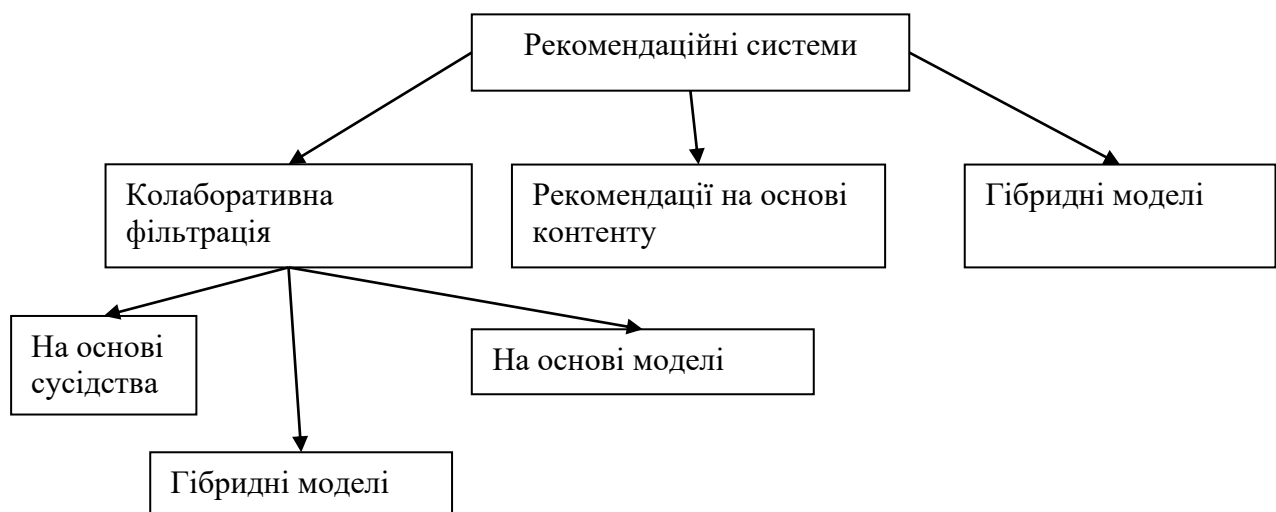 Рекомендаційні системи
Колаборативна
фільтрація
Рекомендації на основі
контенту
Гібридні моделі
На основі
сусідства
На основі моделі
Гібридні моделі